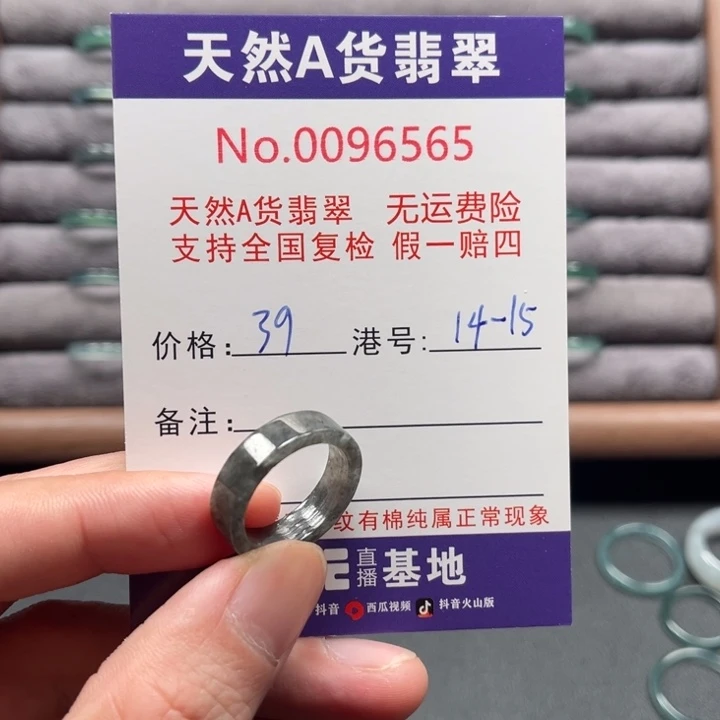 天然A货翡翠
No.0096565
天然A货翡翠 无运费险
支持全国复检 假一赔四
价格: 39 港号: 14-15
备注:
纹有棉纯属正常现象
直播基地
抖音 西瓜视频 抖音火山版